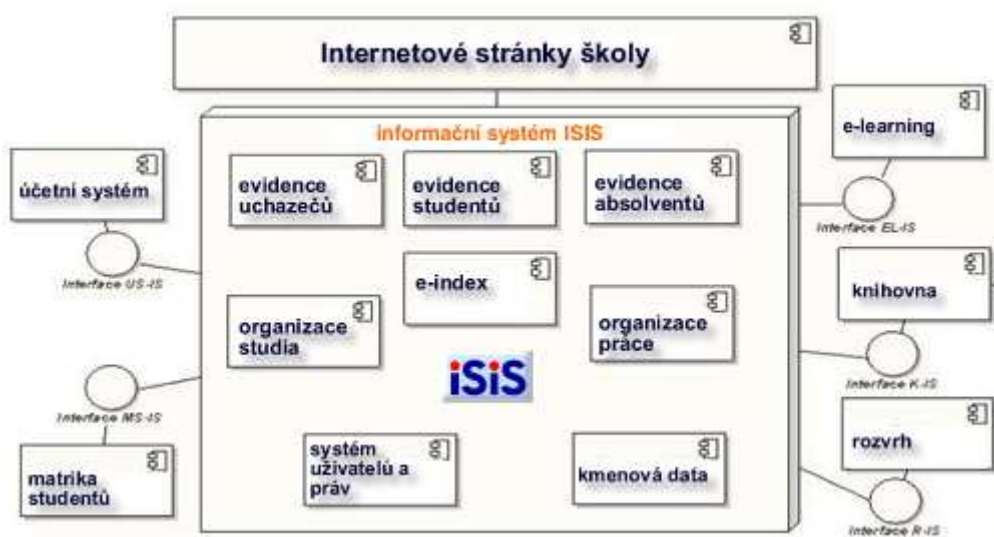 Internetové stránky školy
informační systém ISIS
e-learning
účetní systém
evidence
uchazečů
evidence
studentů
evidence
absolventů
Interface EL-IS
Interface US-IS
e-index
knihovna
organizace
studia
organizace
práce
iSiS
Interface K-IS
Interface MS-IS
rozvrh
matrika
studentů
systém
uživatelů a
práv
kmenová data
Interface R-IS